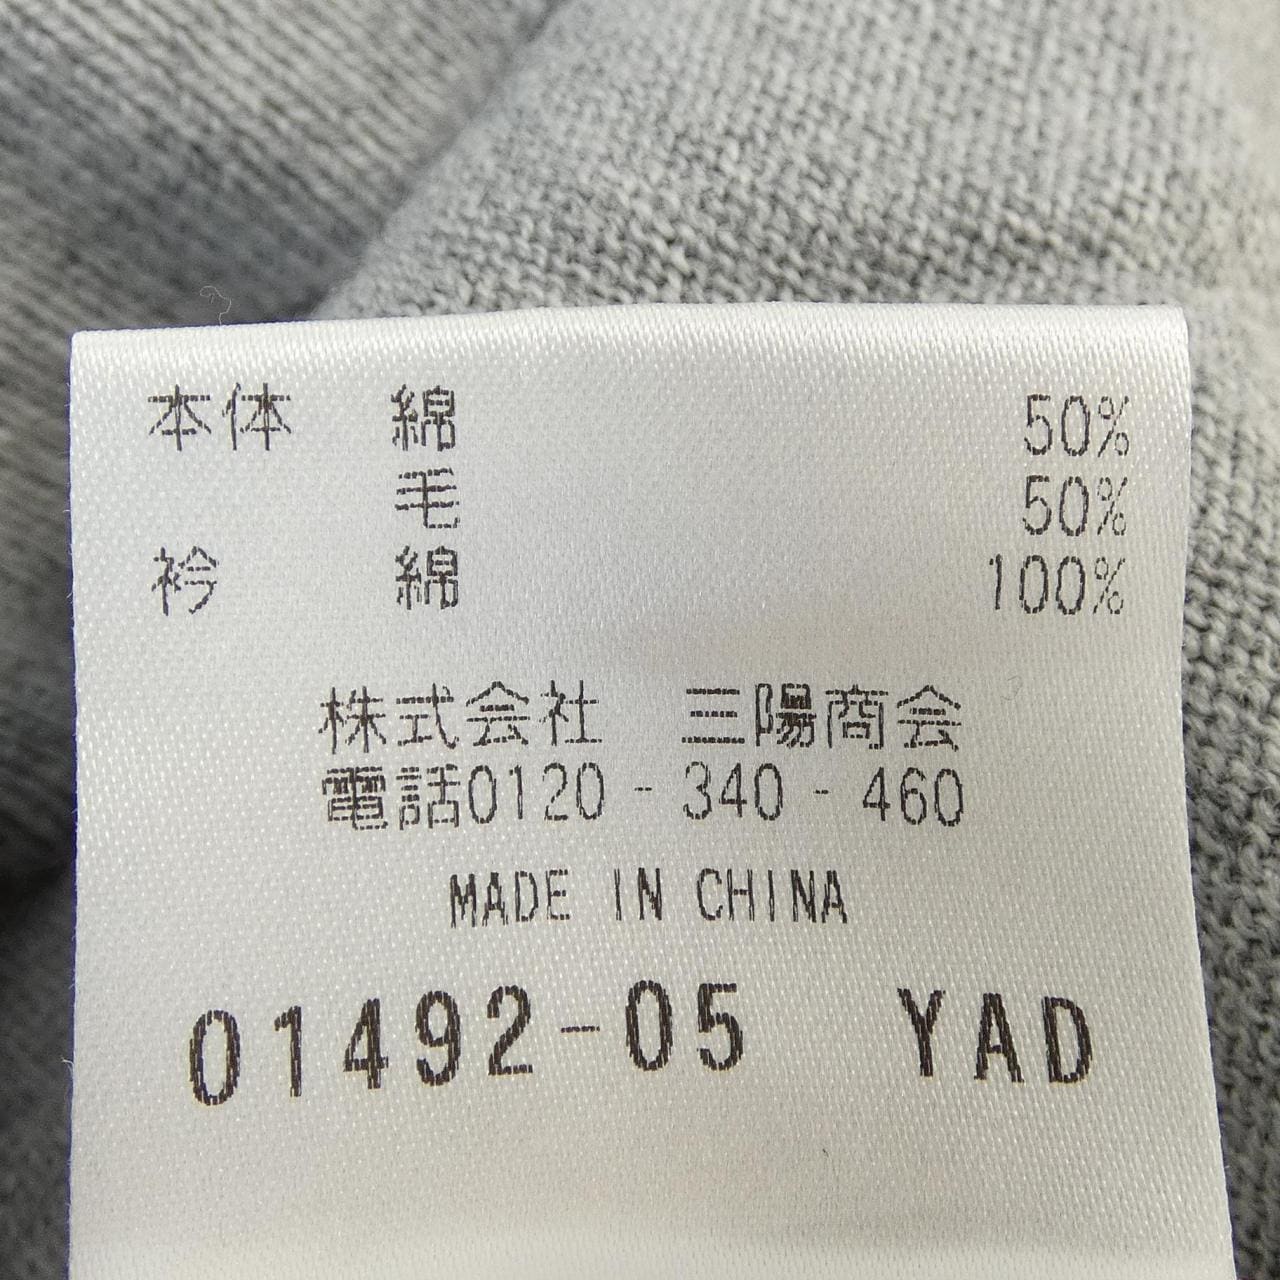 本体 綿 50%
毛 50%
衿 綿 100%
株式会社 三陽商会
電話0120-340-460
MADE IN CHINA
01492-05 YAD